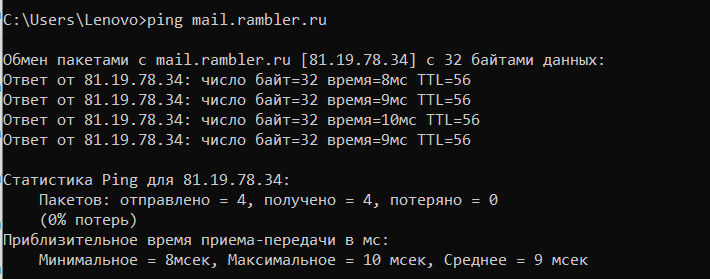 C:\Users\Lenovo>ping mail.rambler.ru
Обмен пакетами с mail.rambler.ru [81.19.78.34] с 32 байтами данных:
Ответ от 81.19.78.34: число байт=32 время=8мс TTL=56
Ответ от 81.19.78.34: число байт=32 время=9мс TTL=56
Ответ от 81.19.78.34: число байт=32 время=10мс TTL=56
Ответ от 81.19.78.34: число байт=32 время=9мс TTL=56
Статистика Ping для 81.19.78.34:
Пакетов: отправлено = 4, получено = 4, потеряно = 0
(0% потерь)
Приблизительное время приема-передачи в мс:
Минимальное = 8мсек, Максимальное = 10 мсек, Среднее = 9 мсек